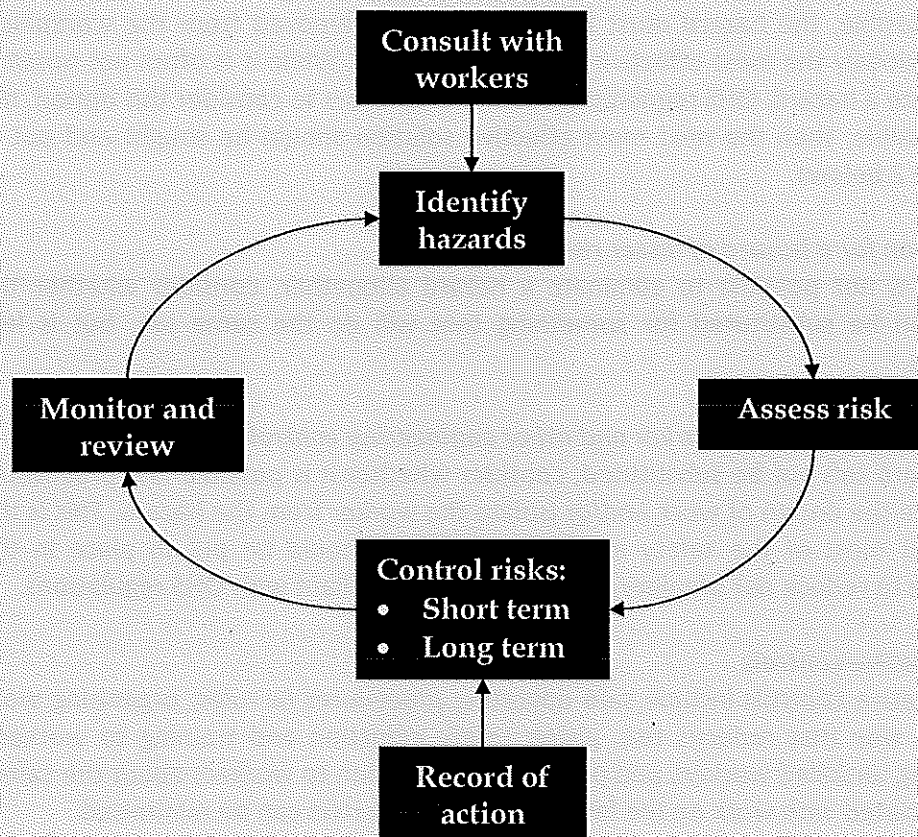 Consult with
workers
Identify
hazards
Assess risk
Control risks:
• Short term
• Long term
Monitor and
review
Record of
action